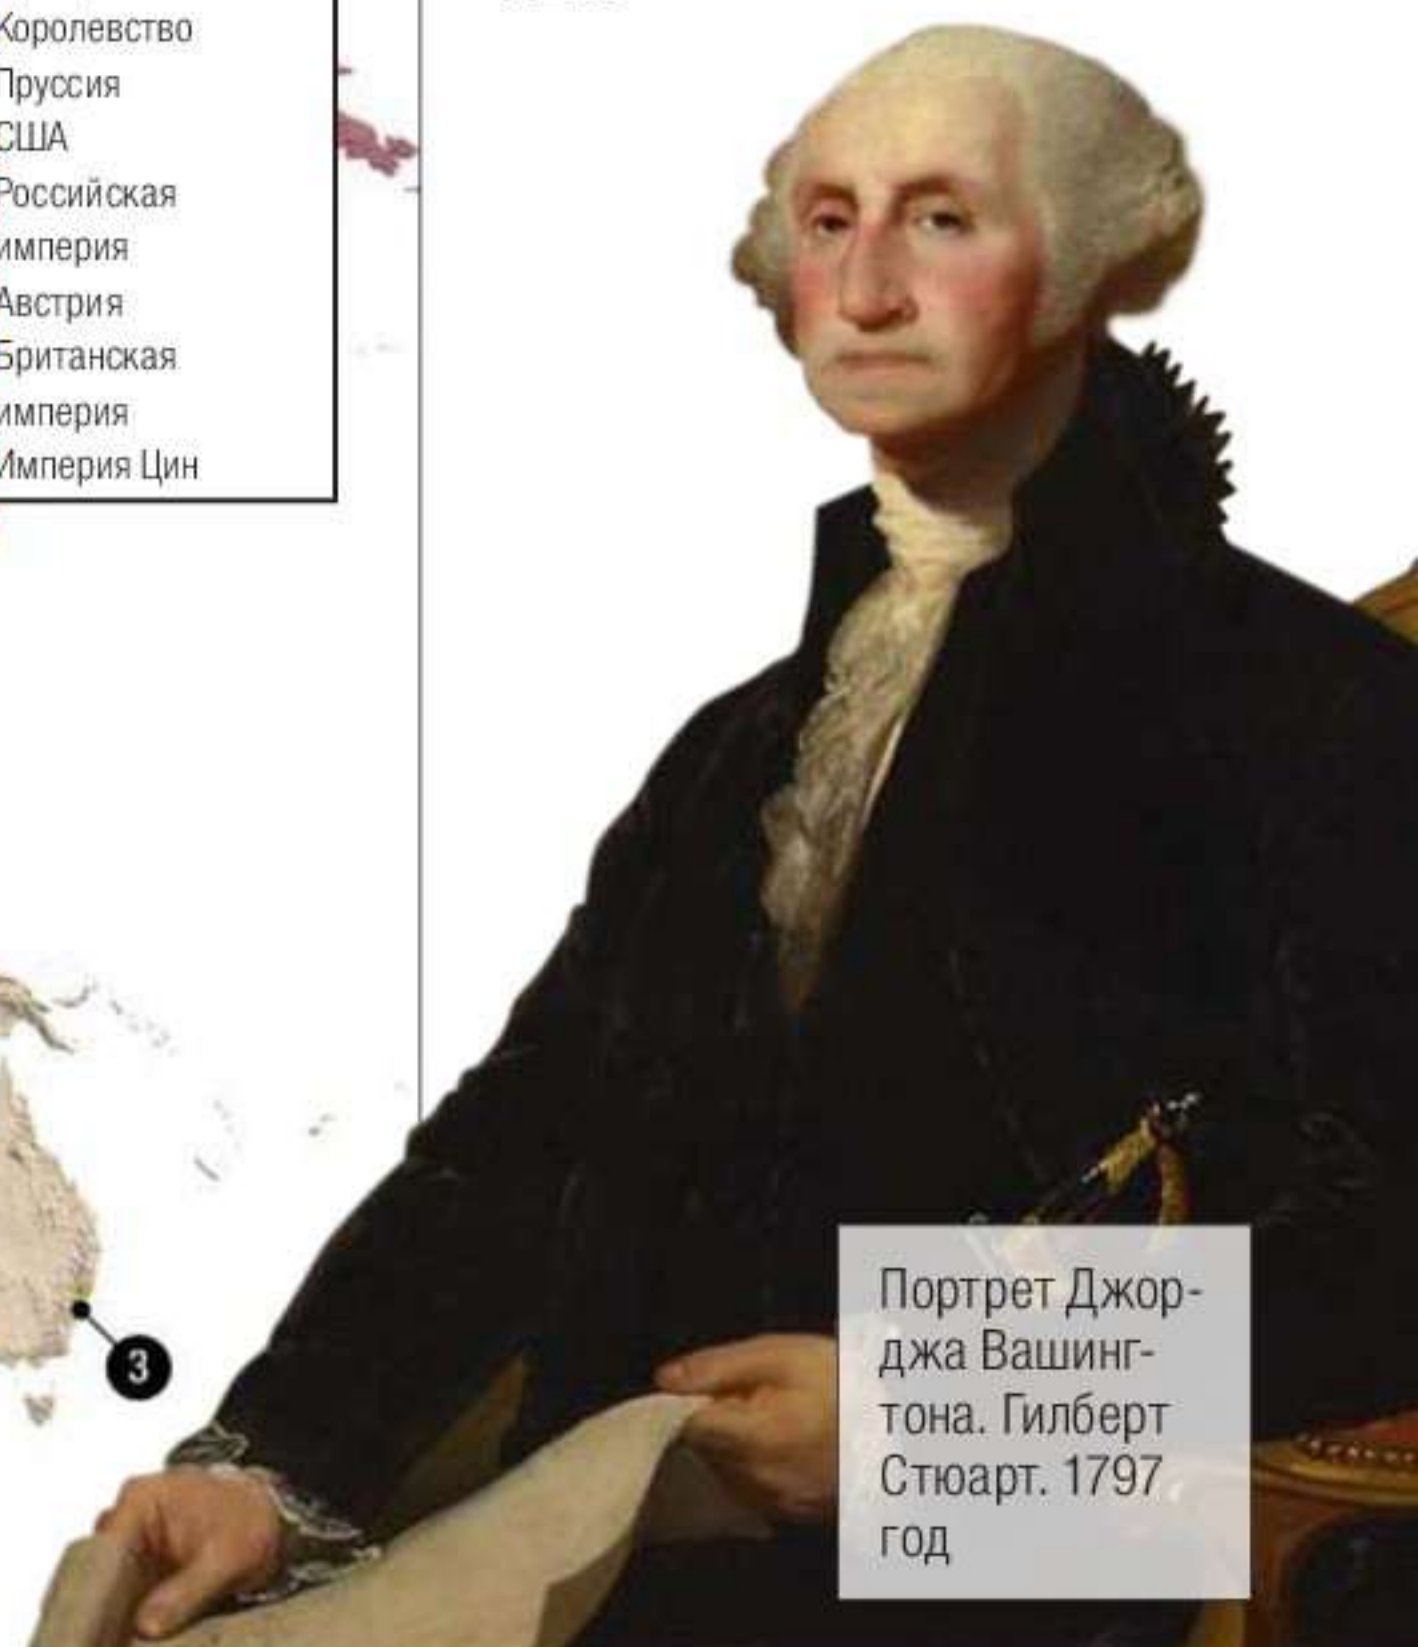 Королевство
Пруссия
США
Российская
империя
Австрия
Британская
империя
Империя Цин
3
Портрет Джор-
джа Вашинг-
тона. Гилберт
Стюарт. 1797
год